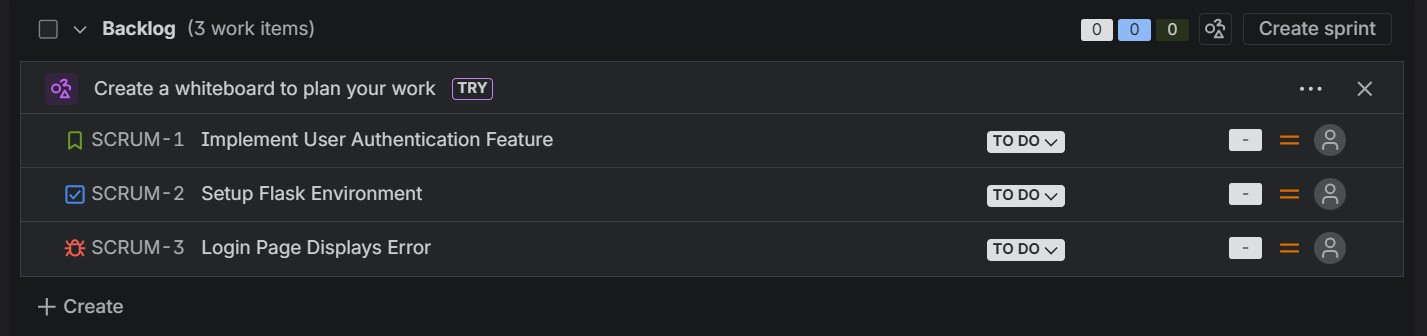 Backlog (3 work items) 0 0 0 Create sprint
Create a whiteboard to plan your work TRY
SCRUM-1 Implement User Authentication Feature TO DO -
SCRUM-2 Setup Flask Environment TO DO -
SCRUM-3 Login Page Displays Error TO DO -
+ Create